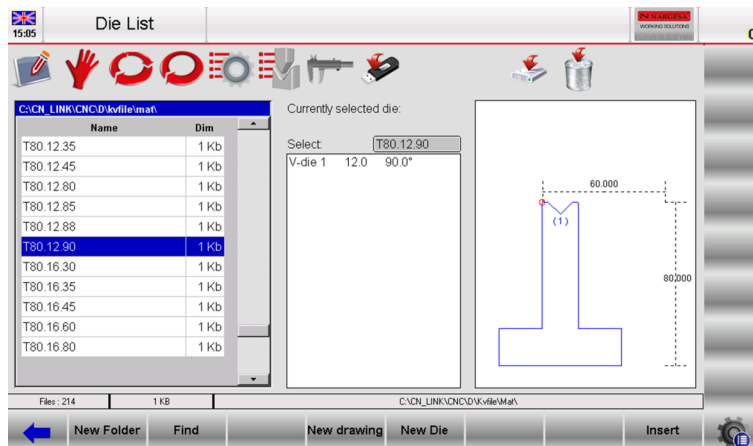 15:05
Die List
NARGESA
WORKING SOLUTIONS
C:\CN_LINK\CNC\D\kvfile\mat\
Name Dim
T80.12.35 1 Kb
T80.12.45 1 Kb
T80.12.80 1 Kb
T80.12.85 1 Kb
T80.12.88 1 Kb
T80.12.90 1 Kb
T80.16.30 1 Kb
T80.16.35 1 Kb
T80.16.45 1 Kb
T80.16.60 1 Kb
T80.16.80 1 Kb
Currently selected die:
Select: T80.12.90
V-die 1 12.0 90.0°
60.000
(1)
80.000
Files : 214 1 KB C:\CN_LINK\CNC\D\Kvfile\Mat\
New Folder Find New drawing New Die Insert